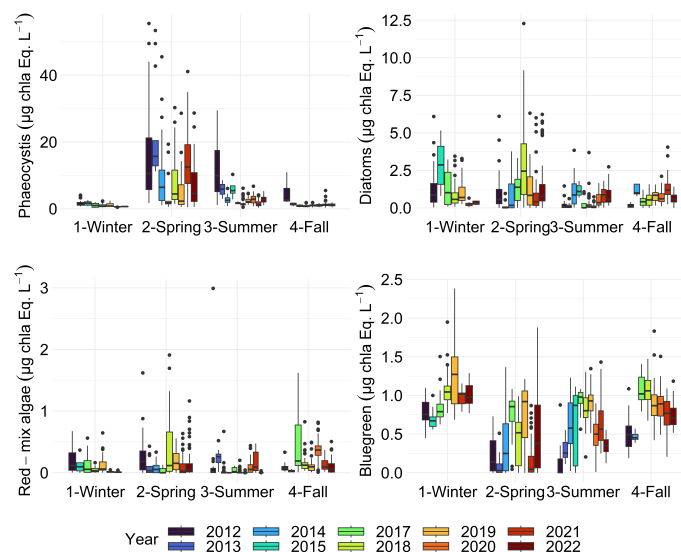 Phaeocystis (µg chla Eq. L⁻¹)
40
20
0
1-Winter 2-Spring 3-Summer 4-Fall
Diatoms (µg chla Eq. L⁻¹)
12.5
10.0
7.5
5.0
2.5
0.0
1-Winter 2-Spring 3-Summer 4-Fall
Red − mix algae (µg chla Eq. L⁻¹)
3
2
1
0
1-Winter 2-Spring 3-Summer 4-Fall
Bluegreen (µg chla Eq. L⁻¹)
2.5
2.0
1.5
1.0
0.5
0.0
1-Winter 2-Spring 3-Summer 4-Fall
Year 2012 2014 2017 2019 2021
2013 2015 2018 2020 2022